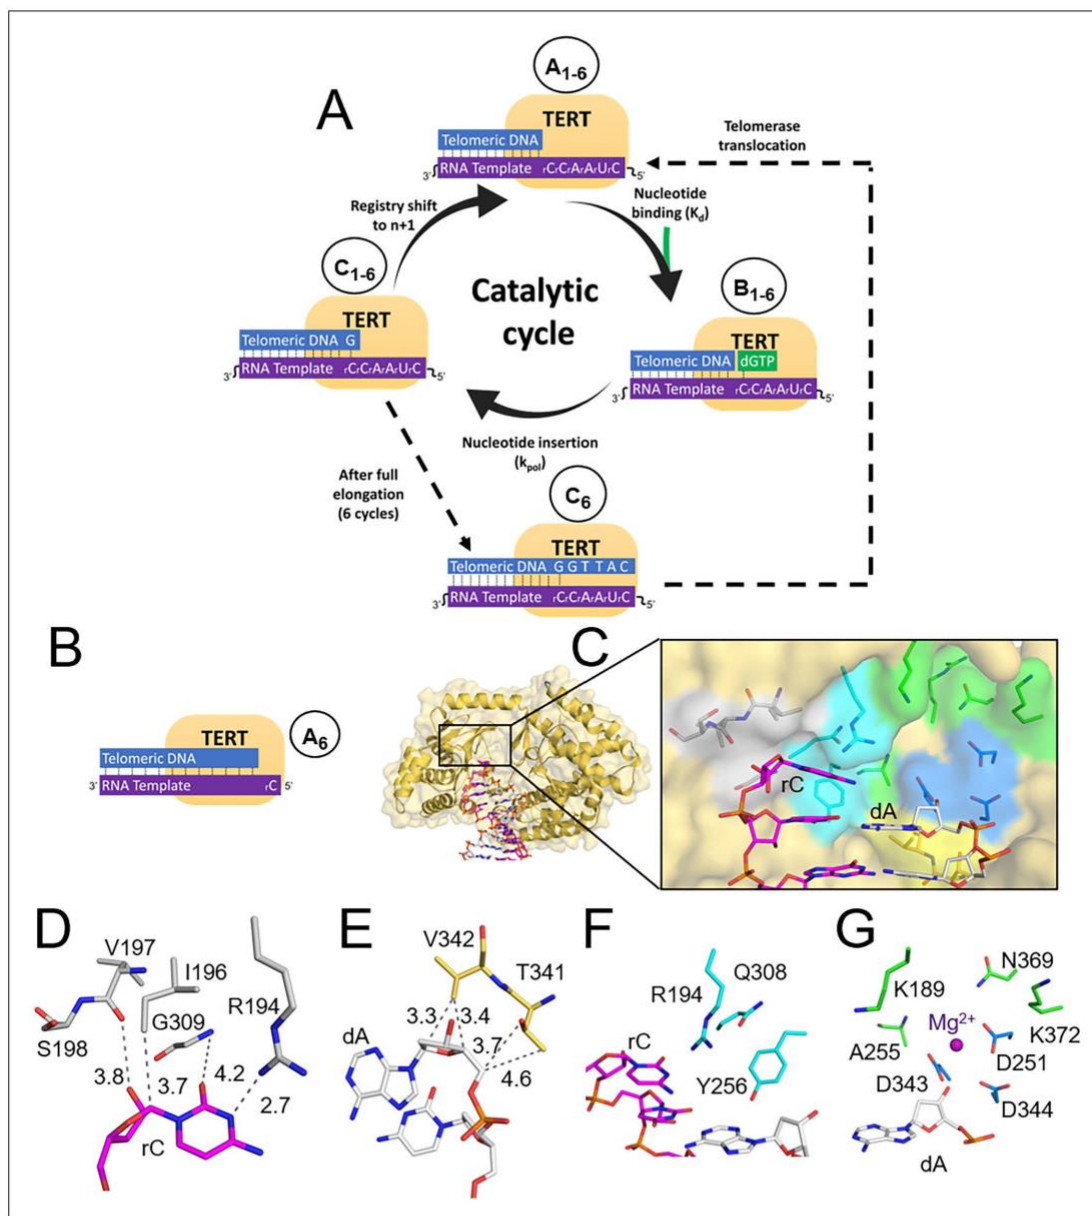 A
A1-6
TERT
Telomeric DNA
3' RNA Template rCrCrArArUrC 5'
Telomerase
translocation
Registry shift
to n+1
Nucleotide
binding (Kd)
C1-6
TERT
Telomeric DNA G
3' RNA Template rCrCrArArUrC 5'
Catalytic
cycle
B1-6
TERT
Telomeric DNA dGTP
3' RNA Template rCrCrArArUrC 5'
Nucleotide insertion
(kpol)
After full
elongation
(6 cycles)
C6
TERT
Telomeric DNA G G T T A C
3' RNA Template rCrCrArArUrC 5'
B
TERT
A6
Telomeric DNA
3' RNA Template rC 5'
C
rC
dA
D
V197
I196
R194
G309
S198
3.8
3.7
4.2
2.7
rC
E
V342
T341
3.3
3.4
3.7
4.6
dA
F
Q308
R194
rC
Y256
G
N369
K189
Mg2+
K372
A255
D251
D343
D344
dA